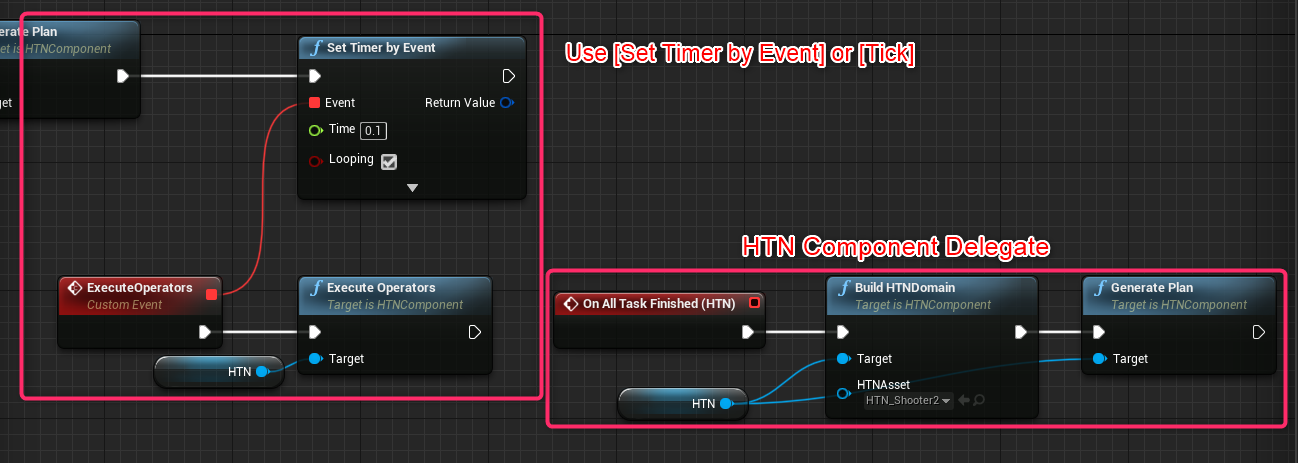 erate Plan
et is HTNComponent
get
Set Timer by Event
Event
Return Value
Time 0.1
Looping
Use [Set Timer by Event] or [Tick]
ExecuteOperators
Custom Event
Execute Operators
Target is HTNComponent
Target
HTN
HTN Component Delegate
On All Task Finished (HTN)
Build HTNDomain
Target is HTNComponent
Target
HTNAsset
HTN_Shooter2
HTN
Generate Plan
Target is HTNComponent
Target